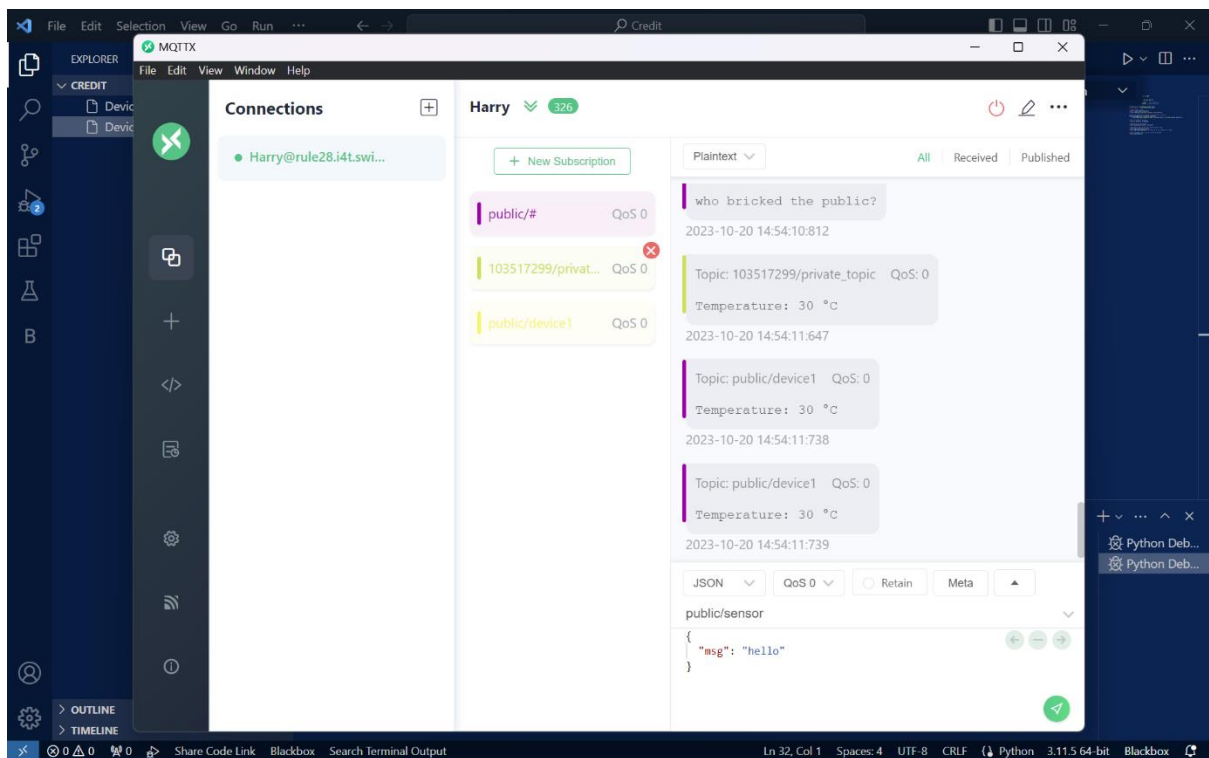 File Edit Selection View Go Run ··· Credit
MQTTX
File Edit View Window Help
EXPLORER
CREDIT
Devic
Devic
2
B
Connections
Harry@rule28.i4t.swi...
Harry 326
+ New Subscription
public/# QoS 0
103517299/privat... QoS 0
public/device1 QoS 0
Plaintext All Received Published
who bricked the public?
2023-10-20 14:54:10:812
Topic: 103517299/private_topic QoS: 0
Temperature: 30 °C
2023-10-20 14:54:11:647
Topic: public/device1 QoS: 0
Temperature: 30 °C
2023-10-20 14:54:11:738
Topic: public/device1 QoS: 0
Temperature: 30 °C
2023-10-20 14:54:11:739
JSON QoS 0 Retain Meta
public/sensor
{
"msg": "hello"
}
Python Deb...
Python Deb...
OUTLINE
TIMELINE
0 0 0 Share Code Link Blackbox Search Terminal Output Ln 32, Col 1 Spaces: 4 UTF-8 CRLF Python 3.11.5 64-bit Blackbox